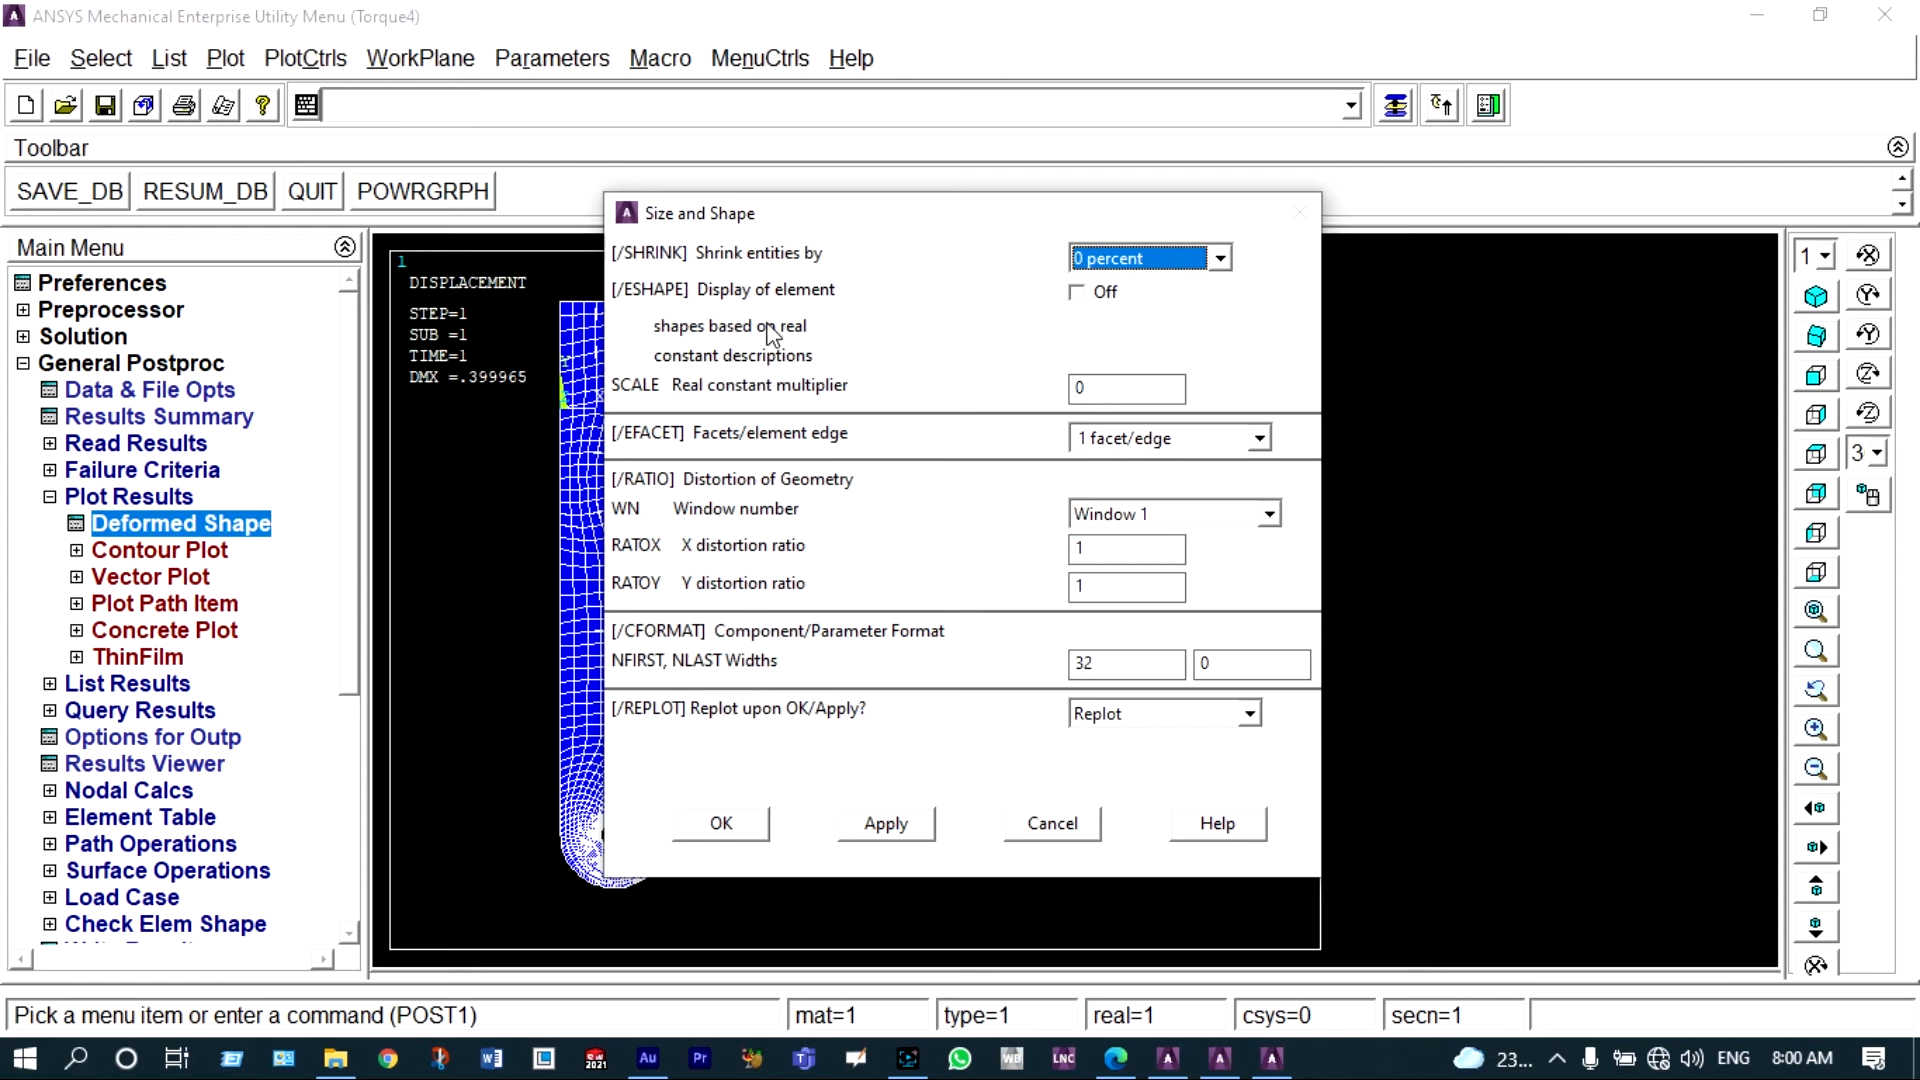 ANSYS Mechanical Enterprise Utility Menu (Torque4)
File Select List Plot PlotCtrls WorkPlane Parameters Macro MenuCtrls Help
Toolbar
SAVE_DB RESUM_DB QUIT POWRGRPH
Main Menu
Preferences
Preprocessor
Solution
General Postproc
Data & File Opts
Results Summary
Read Results
Failure Criteria
Plot Results
Deformed Shape
Contour Plot
Vector Plot
Plot Path Item
Concrete Plot
ThinFilm
List Results
Query Results
Options for Outp
Results Viewer
Nodal Calcs
Element Table
Path Operations
Surface Operations
Load Case
Check Elem Shape
1
DISPLACEMENT
STEP=1
SUB =1
TIME=1
DMX =.399965
Size and Shape
[/SHRINK] Shrink entities by 0 percent
[/ESHAPE] Display of element Off
shapes based on real
constant descriptions
SCALE Real constant multiplier 0
[/EFACET] Facets/element edge 1 facet/edge
[/RATIO] Distortion of Geometry
WN Window number Window 1
RATOX X distortion ratio 1
RATOY Y distortion ratio 1
[/CFORMAT] Component/Parameter Format
NFIRST, NLAST Widths 32 0
[/REPLOT] Replot upon OK/Apply? Replot
OK Apply Cancel Help
1
3
Pick a menu item or enter a command (POST1) mat=1 type=1 real=1 csys=0 secn=1
23... ENG 8:00 AM